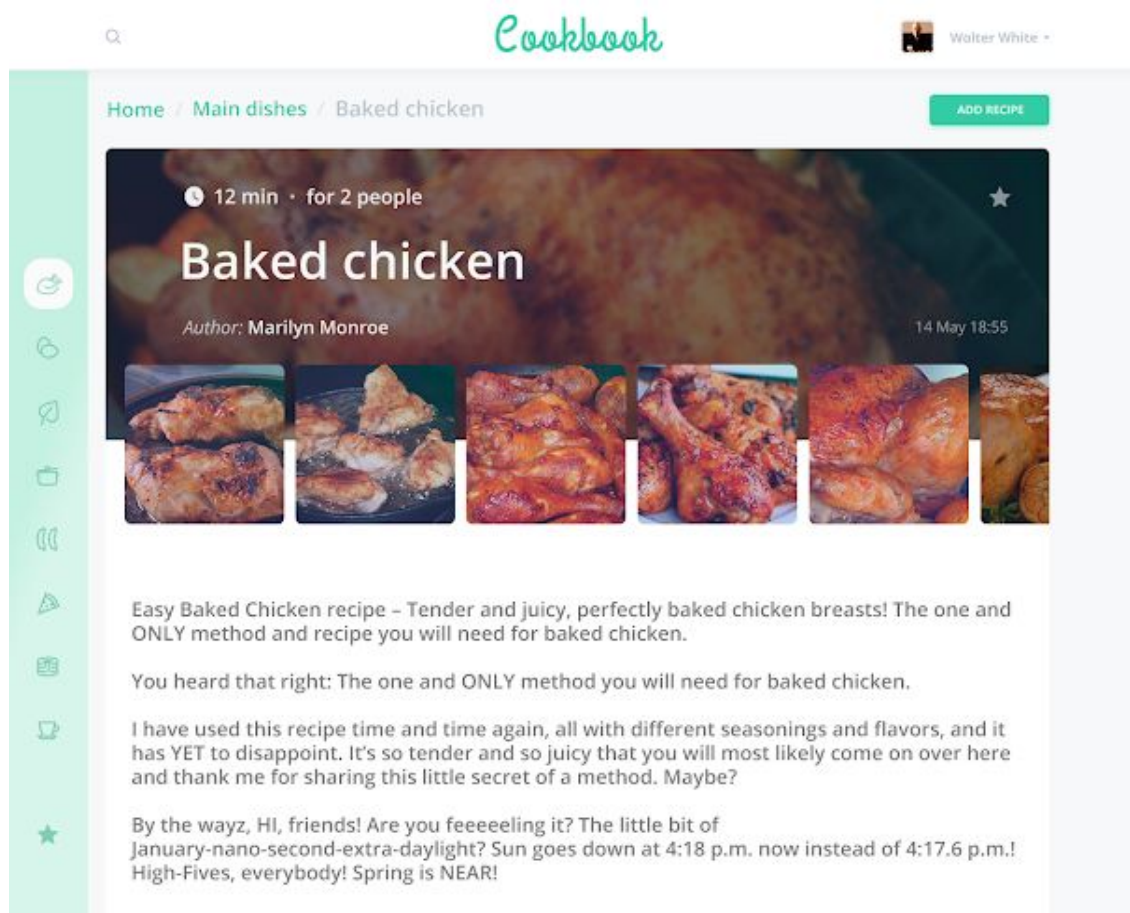 Cookbook
Wolter White
Home / Main dishes / Baked chicken
ADD RECIPE
12 min · for 2 people
Baked chicken
Author: Marilyn Monroe
14 May 18:55
Easy Baked Chicken recipe – Tender and juicy, perfectly baked chicken breasts! The one and
ONLY method and recipe you will need for baked chicken.
You heard that right: The one and ONLY method you will need for baked chicken.
I have used this recipe time and time again, all with different seasonings and flavors, and it
has YET to disappoint. It's so tender and so juicy that you will most likely come on over here
and thank me for sharing this little secret of a method. Maybe?
By the wayz, HI, friends! Are you feeeeeling it? The little bit of
January-nano-second-extra-daylight? Sun goes down at 4:18 p.m. now instead of 4:17.6 p.m.!
High-Fives, everybody! Spring is NEAR!